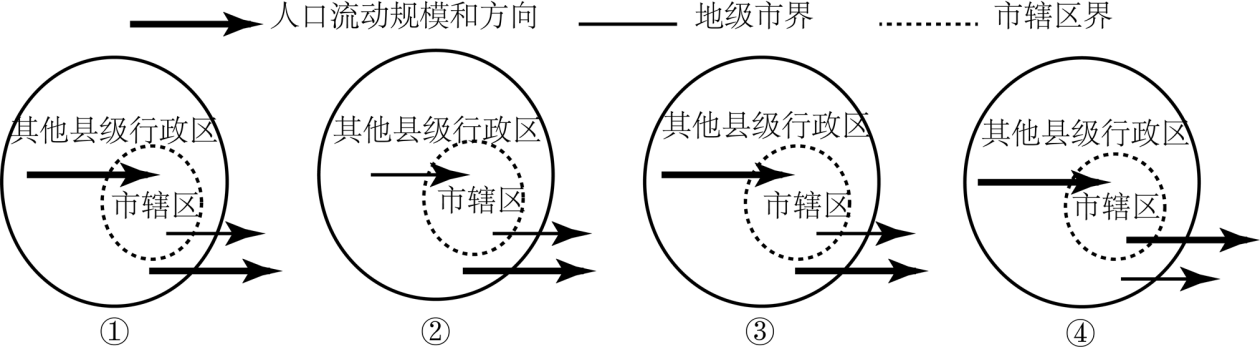 人口流动规模和方向 地级市界 市辖区界
其他县级行政区 其他县级行政区 其他县级行政区 其他县级行政区
市辖区 市辖区 市辖区 市辖区
① ② ③ ④